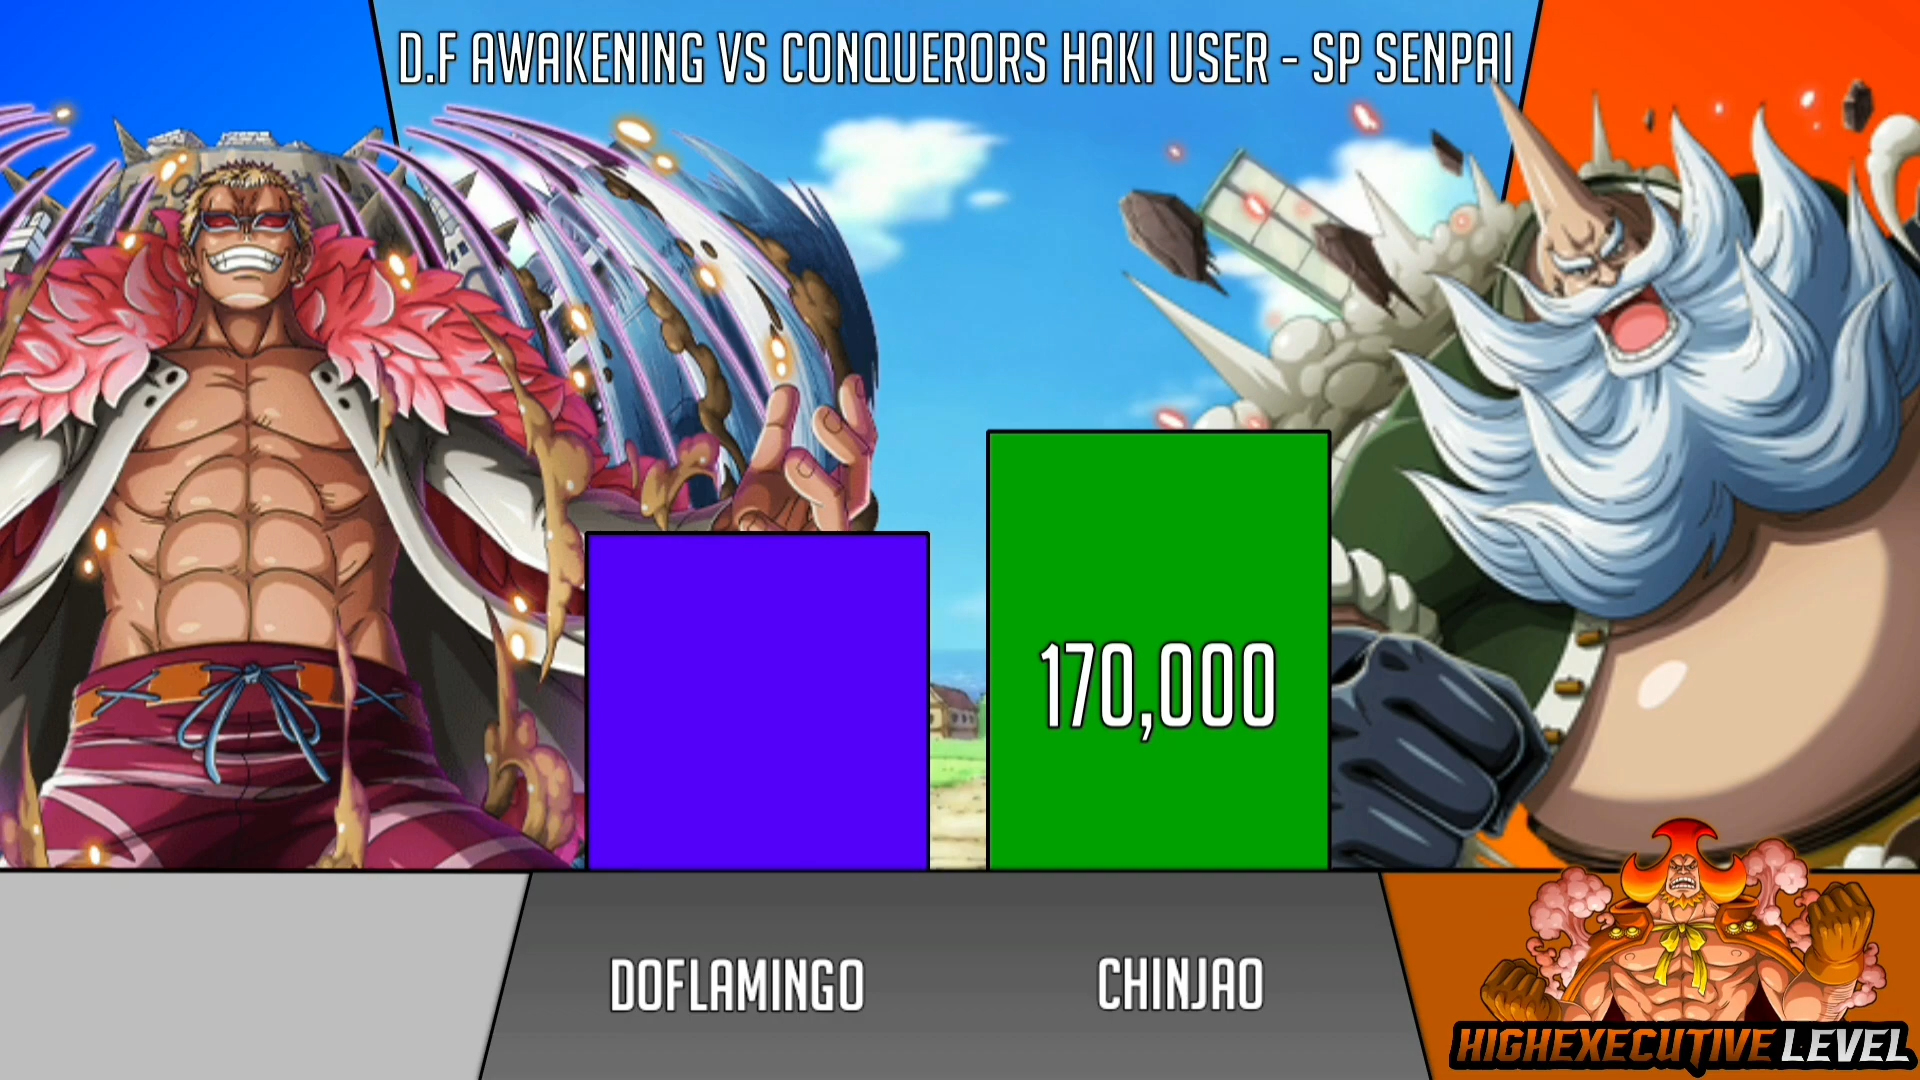 D.F AWAKENING VS CONQUERORS HAKI USER - SP SENPAI
170,000
DOFLAMINGO
CHINJAO
HIGHEXECUTIVE LEVEL